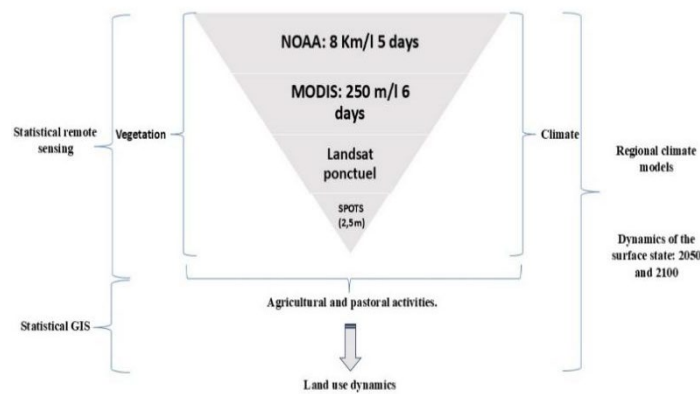 NOAA: 8 Km/l 5 days
MODIS: 250 m/l 6
days
Landsat
ponctuel
SPOTS
(2,5m)
Statistical remote
sensing
Vegetation
Climate
Regional climate
models
Dynamics of the
surface state: 2050
and 2100
Agricultural and pastoral activities.
Statistical GIS
Land use dynamics